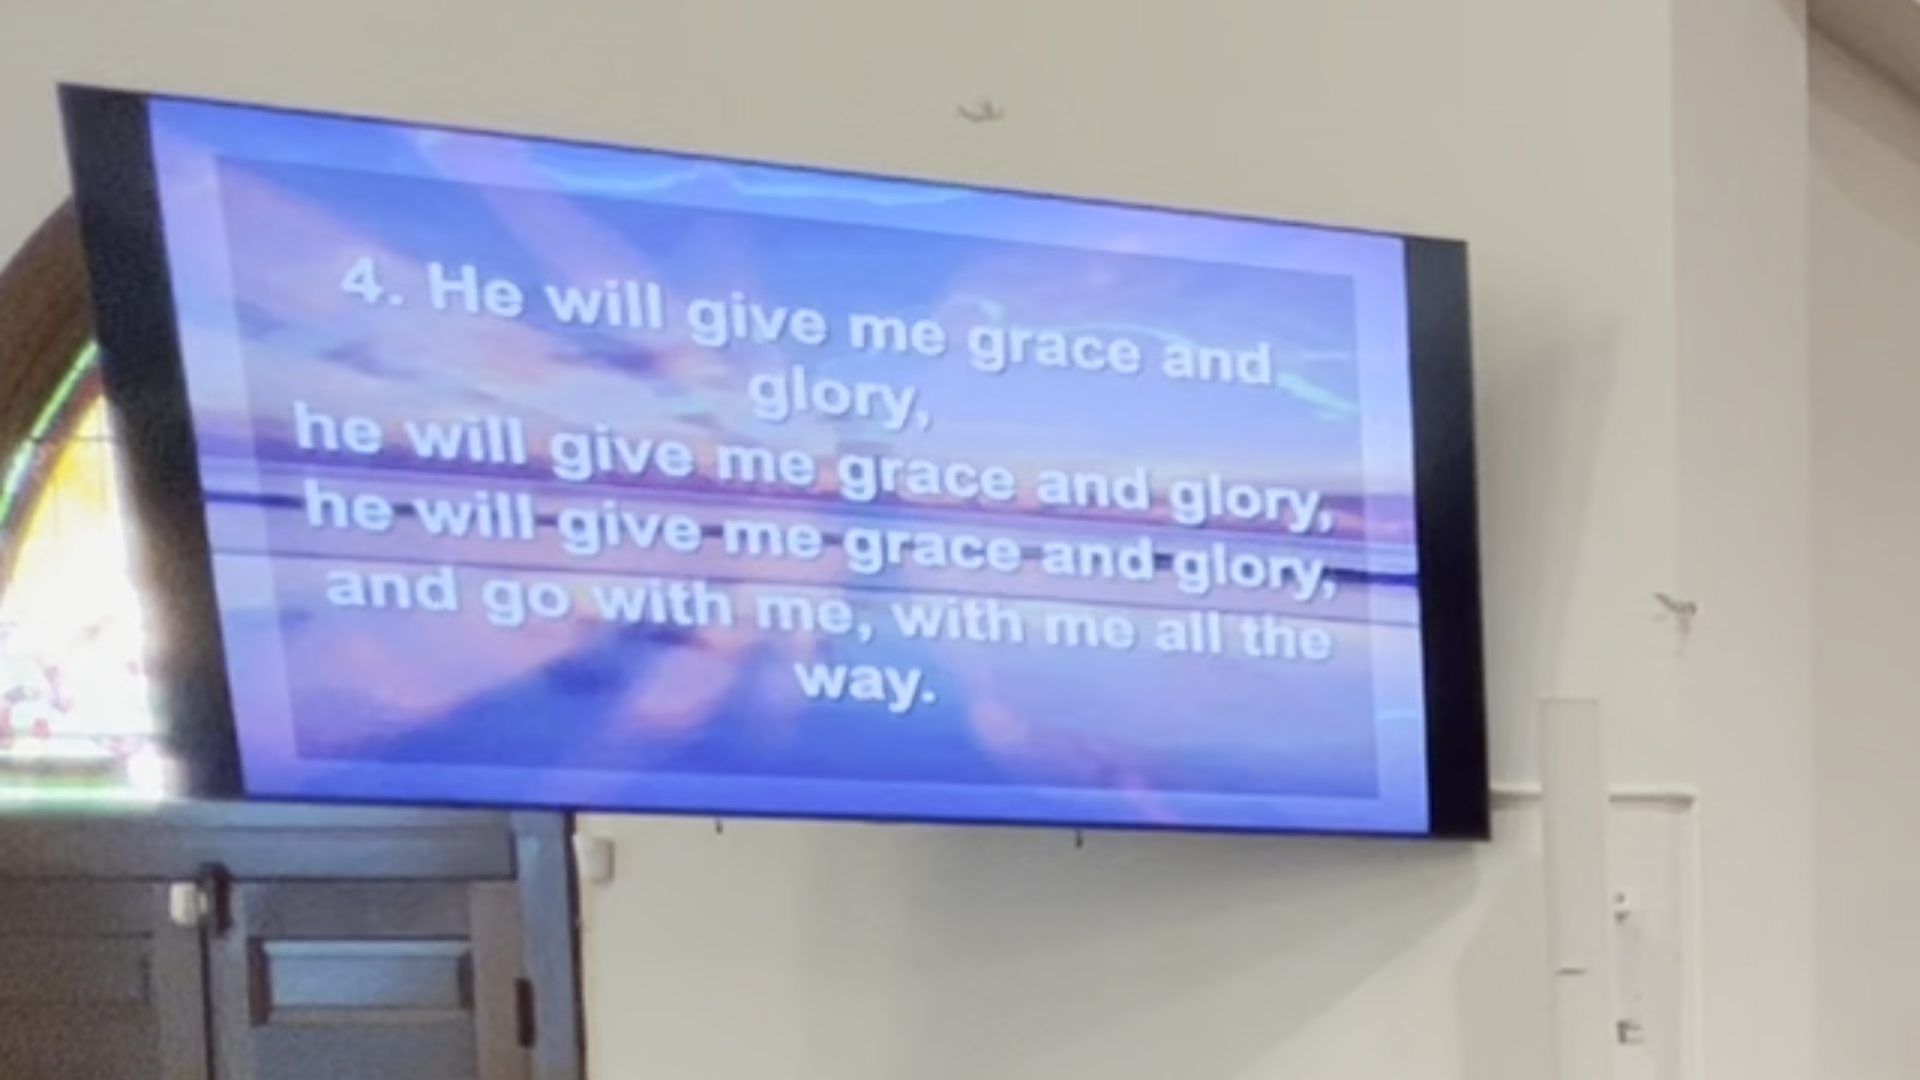 4. He will give me grace and
glory,
he will give me grace and glory,
he will give me grace and glory,
and go with me, with me all the
way.